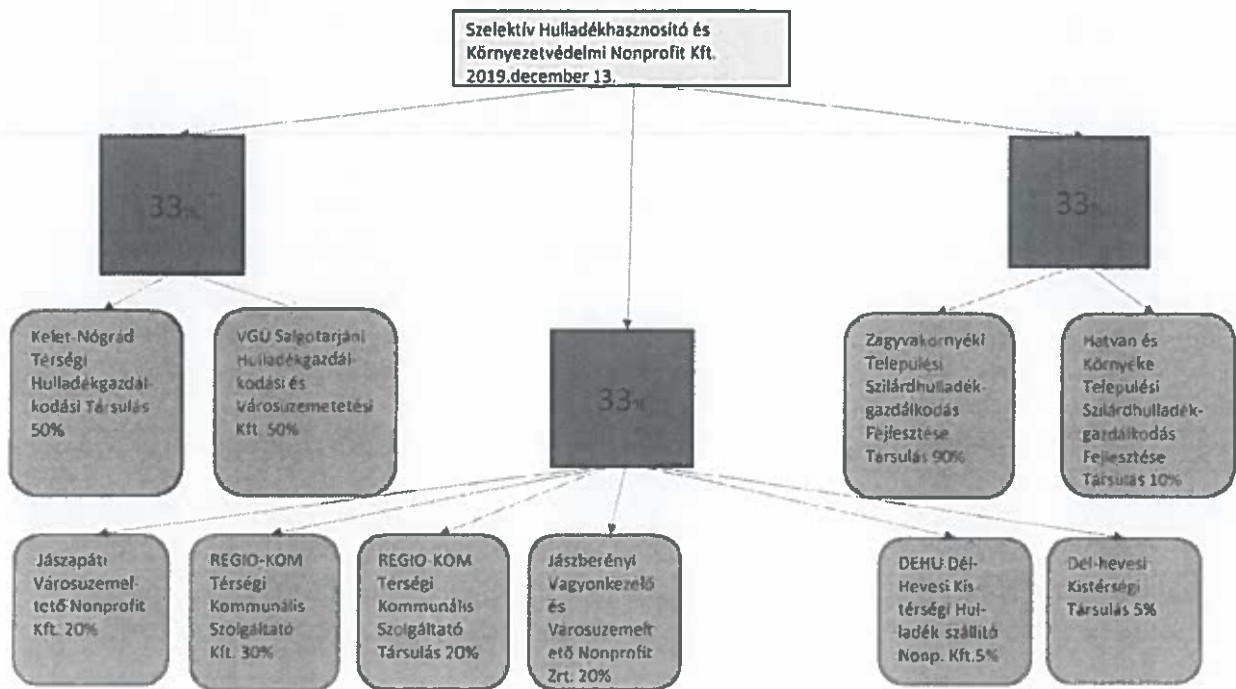 Szelektív Hulladékhasznosító és
Környezetvédelmi Nonprofit Kft.
2019.december 13.
33%
33%
Kelet-Nógrád
Térségi
Hulladékgazdál-
kodási Társulás
50%
VGÜ Salgótarjáni
Hulladékgazdál-
kodási és
Városüzemetetési
Kft. 50%
33%
Zagyvakörnyéki
Települési
Szilárdhulladék-
gazdálkodás
Fejlesztése
Társulás 90%
Hatvan és
Környéke
Települési
Szilárdhulladék-
gazdálkodás
Fejlesztése
Társulás 10%
Jászapáti
Városüzemel-
tető Nonprofit
Kft. 20%
REGIO-KOM
Térségi
Kommunális
Szolgáltató
Kft. 30%
REGIO-KOM
Térségi
Kommunális
Szolgáltató
Társulás 20%
Jászberényi
Vagyonkezelő
és
Városüzemelt
ető Nonprofit
Zrt. 20%
DEHU Dél-
Hevesi Kis-
térségi Hul-
ladék szállító
Nonp. Kft.5%
Dél-hevesi
Kistérségi
Társulás 5%